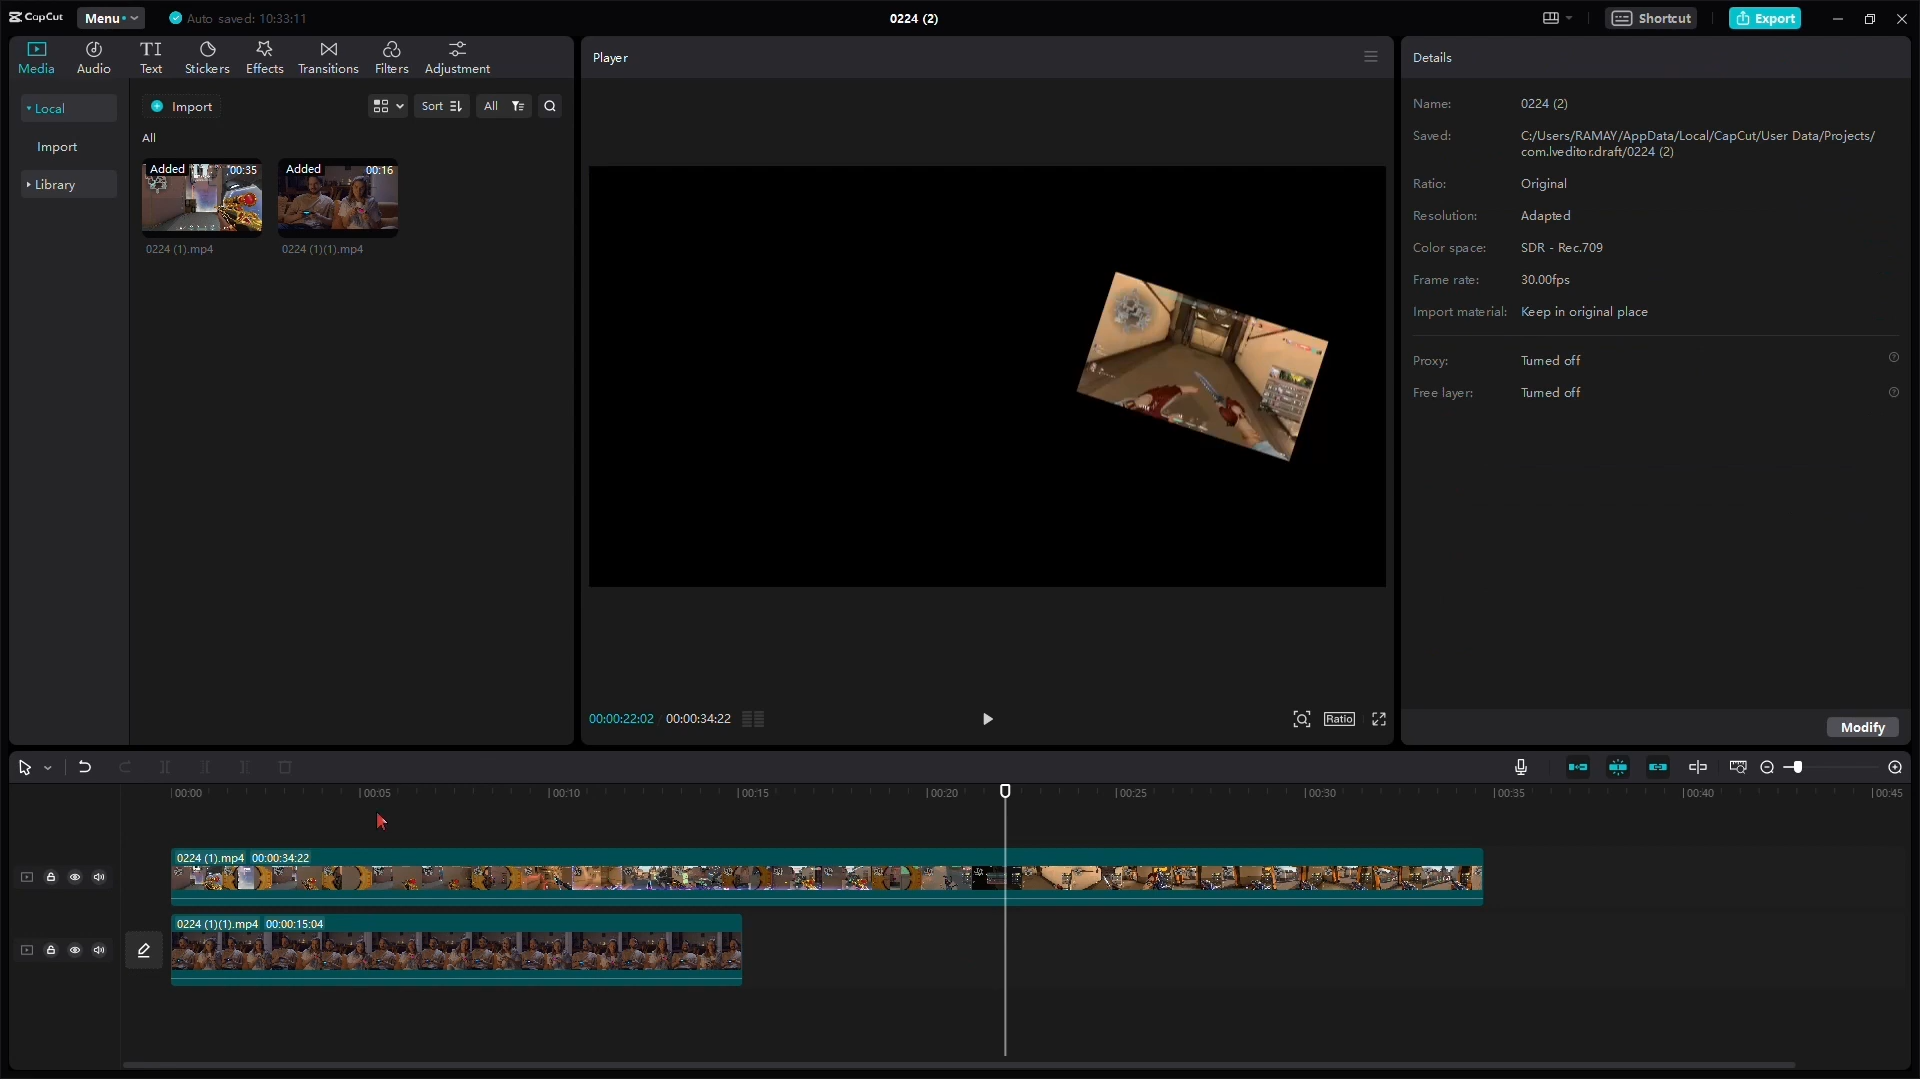 CapCut
Menu
Auto saved: 10:33:11
0224 (2)
Shortcut
Export
Media
Audio
Text
Stickers
Effects
Transitions
Filters
Adjustment
Player
Details
Local
Import
Library
Import
Sort
All
All
Added
00:35
0224 (1).mp4
Added
00:16
0224 (1)(1).mp4
Name:
0224 (2)
Saved:
C:/Users/RAMAY/AppData/Local/CapCut/User Data/Projects/
com.lveditor.draft/0224 (2)
Ratio:
Original
Resolution:
Adapted
Color space:
SDR - Rec.709
Frame rate:
30.00fps
Import material:
Keep in original place
Proxy:
Turned off
Free layer:
Turned off
Modify
00:00:22:02
00:00:34:22
Ratio
00:00
00:05
00:10
00:15
00:20
00:25
00:30
00:35
00:40
00:45
0224 (1).mp4 00:00:34:22
0224 (1)(1).mp4 00:00:15:04